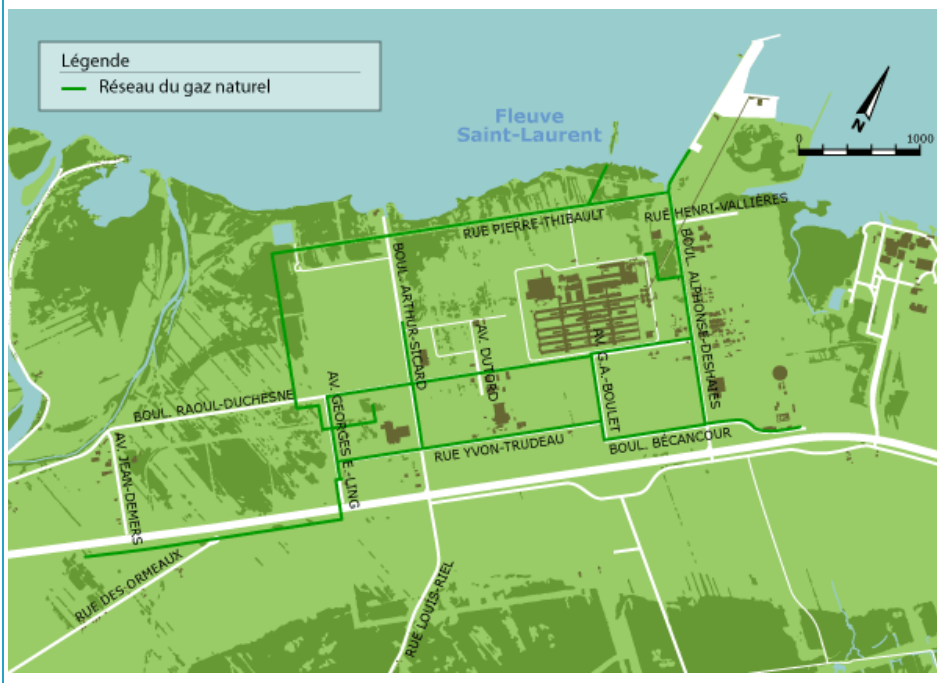 Légende
Réseau du gaz naturel
Fleuve
Saint-Laurent
N
0
1000
RUE PIERRE-THIBAULT
RUE HENRI-VALLIÈRES
BOUL. ARTHUR-SICARD
BOUL. ALPHONSE-DESHAIES
AV. DUTORD
AV. G.A.-BOULET
AV. GEORGES E.-LING
BOUL. RAOUL-DUCHESNE
AV. JEAN-DEMERS
RUE YVON-TRUDEAU
BOUL. BÉCANCOUR
RUE DES ORMEAUX
RUE LOUIS-RIEL